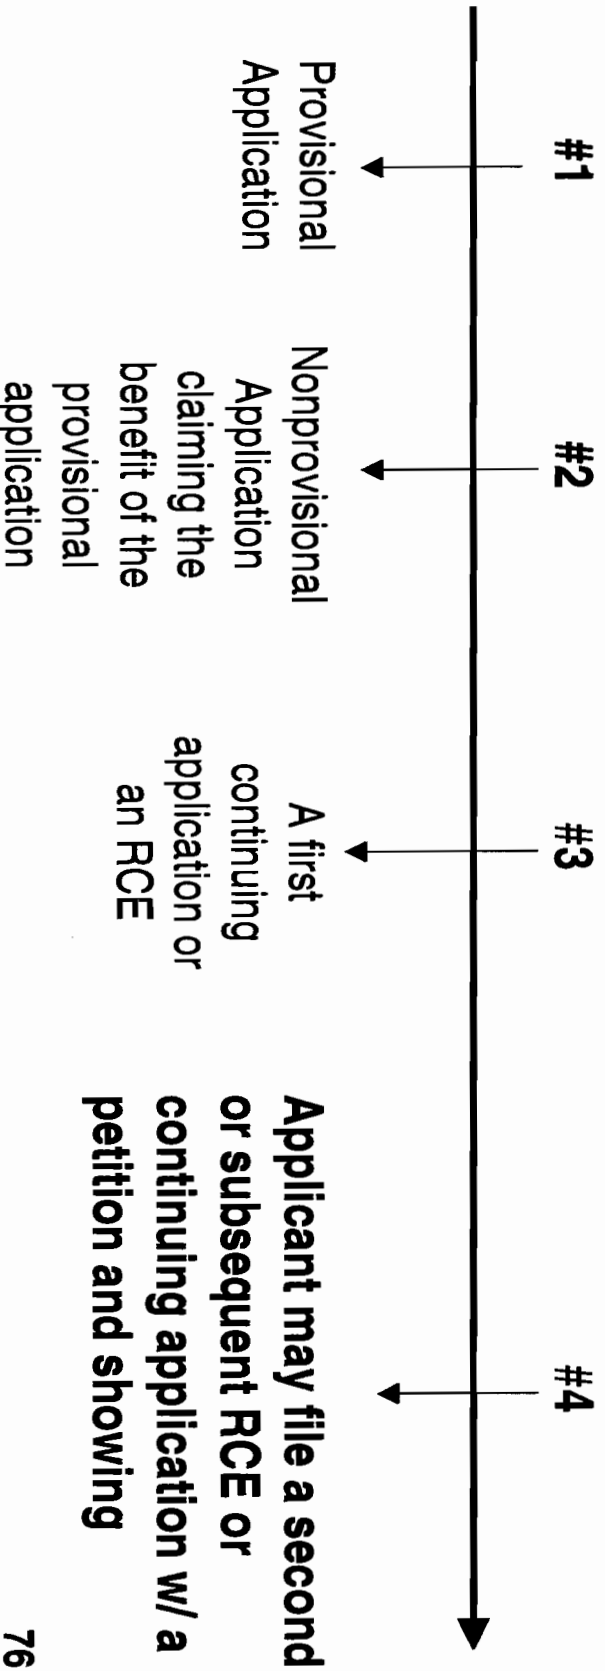 #1
Provisional
Application
#2
Nonprovisional
Application
claiming the
benefit of the
provisional
application
#3
A first
continuing
application or
an RCE
#4
Applicant may file a second
or subsequent RCE or
continuing application w/ a
petition and showing
76